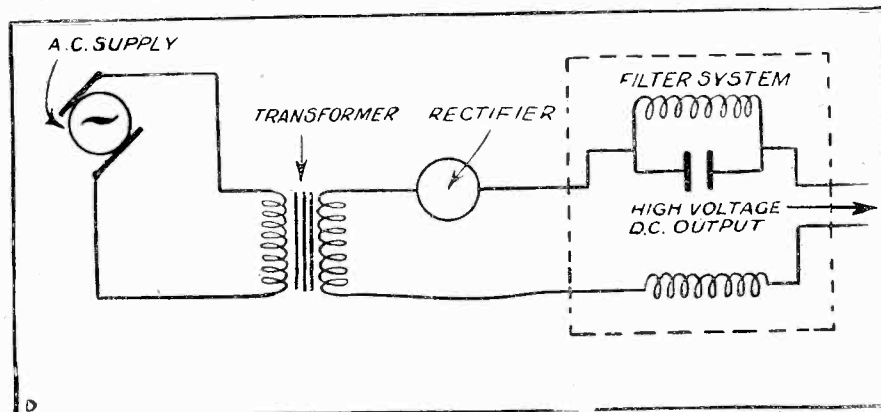 A.C. SUPPLY
TRANSFORMER
RECTIFIER
FILTER SYSTEM
HIGH VOLTAGE
D.C. OUTPUT
D